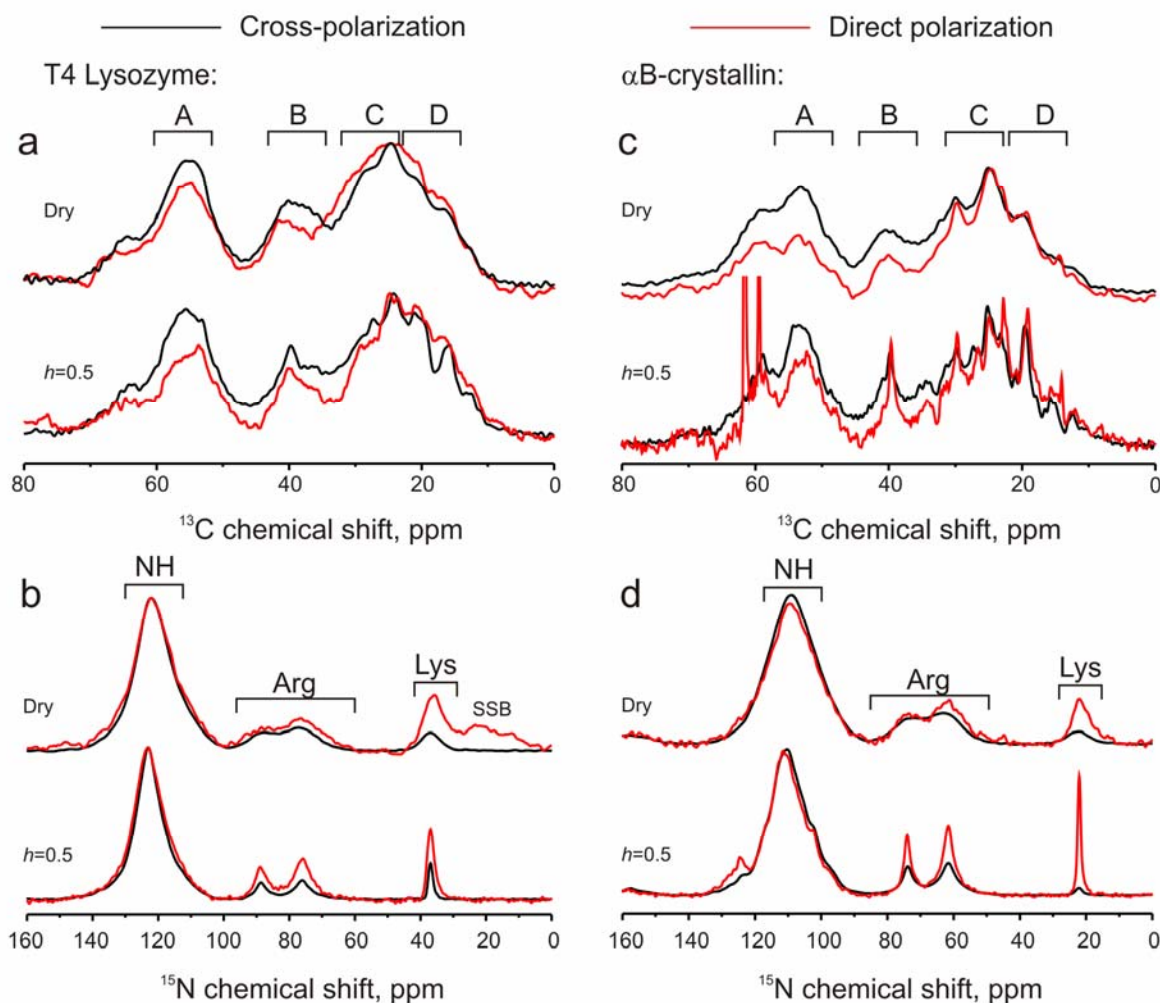 Cross-polarization Direct polarization
T4 Lysozyme: αB-crystallin:
a
A B C D
Dry
h=0.5
80 60 40 20 0
¹³C chemical shift, ppm
c
A B C D
Dry
h=0.5
80 60 40 20 0
¹³C chemical shift, ppm
b
NH
Arg
Lys
SSB
Dry
h=0.5
160 140 120 100 80 60 40 20 0
¹⁵N chemical shift, ppm
d
NH
Arg
Lys
Dry
h=0.5
160 140 120 100 80 60 40 20 0
¹⁵N chemical shift, ppm